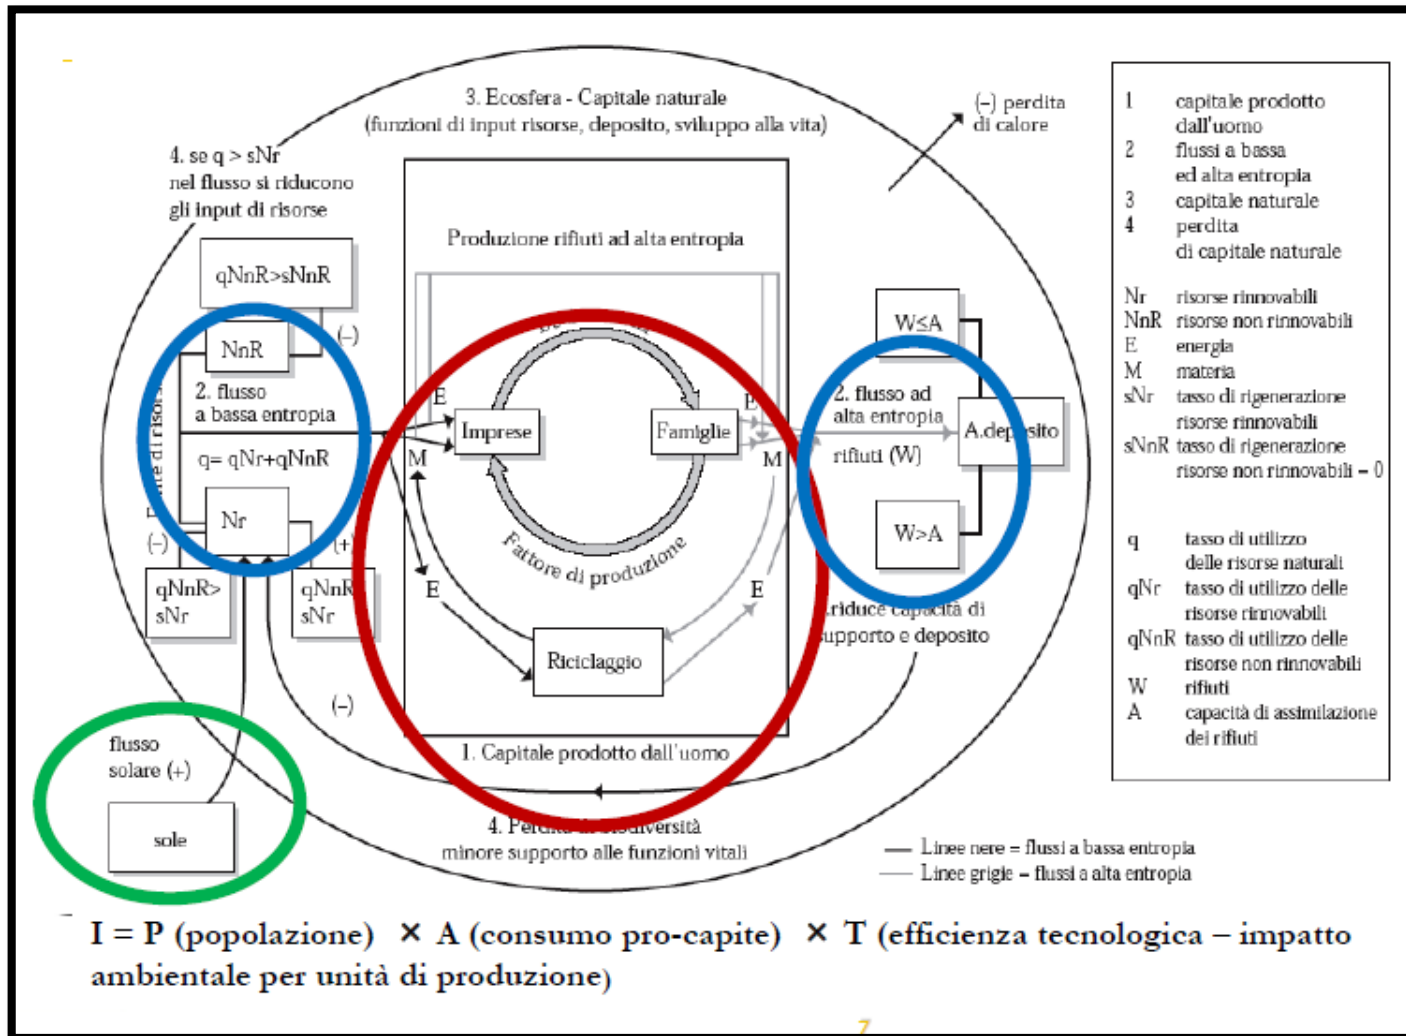 3. Ecosfera - Capitale naturale
(funzioni di input risorse, deposito, sviluppo alla vita)
(–) perdita
di calore
4. se q > sNr
nel flusso si riducono
gli input di risorse
Produzione rifiuti ad alta entropia
qNnR>sNnR
(–)
NnR
2. flusso
a bassa entropia
q= qNr+qNnR
Nr
(–)
(+)
qNnR>
sNr
qNnR
sNr
E
Imprese
M
Famiglie
E
M
Fattore di produzione
E
E
Riciclaggio
1. Capitale prodotto dall'uomo
W≤A
2. flusso ad
alta entropia
rifiuti (W)
A.deposito
W>A
riduce capacità di
supporto e deposito
(–)
flusso
solare (+)
sole
4. Perdita di biodiversità
minore supporto alle funzioni vitali
1 capitale prodotto
dall'uomo
2 flussi a bassa
ed alta entropia
3 capitale naturale
4 perdita
di capitale naturale
Nr risorse rinnovabili
NnR risorse non rinnovabili
E energia
M materia
sNr tasso di rigenerazione
risorse rinnovabili
sNnR tasso di rigenerazione
risorse non rinnovabili = 0
q tasso di utilizzo
delle risorse naturali
qNr tasso di utilizzo delle
risorse rinnovabili
qNnR tasso di utilizzo delle
risorse non rinnovabili
W rifiuti
A capacità di assimilazione
dei rifiuti
Linee nere = flussi a bassa entropia
Linee grigie = flussi a alta entropia
I = P (popolazione) × A (consumo pro-capite) × T (efficienza tecnologica – impatto
ambientale per unità di produzione)
7